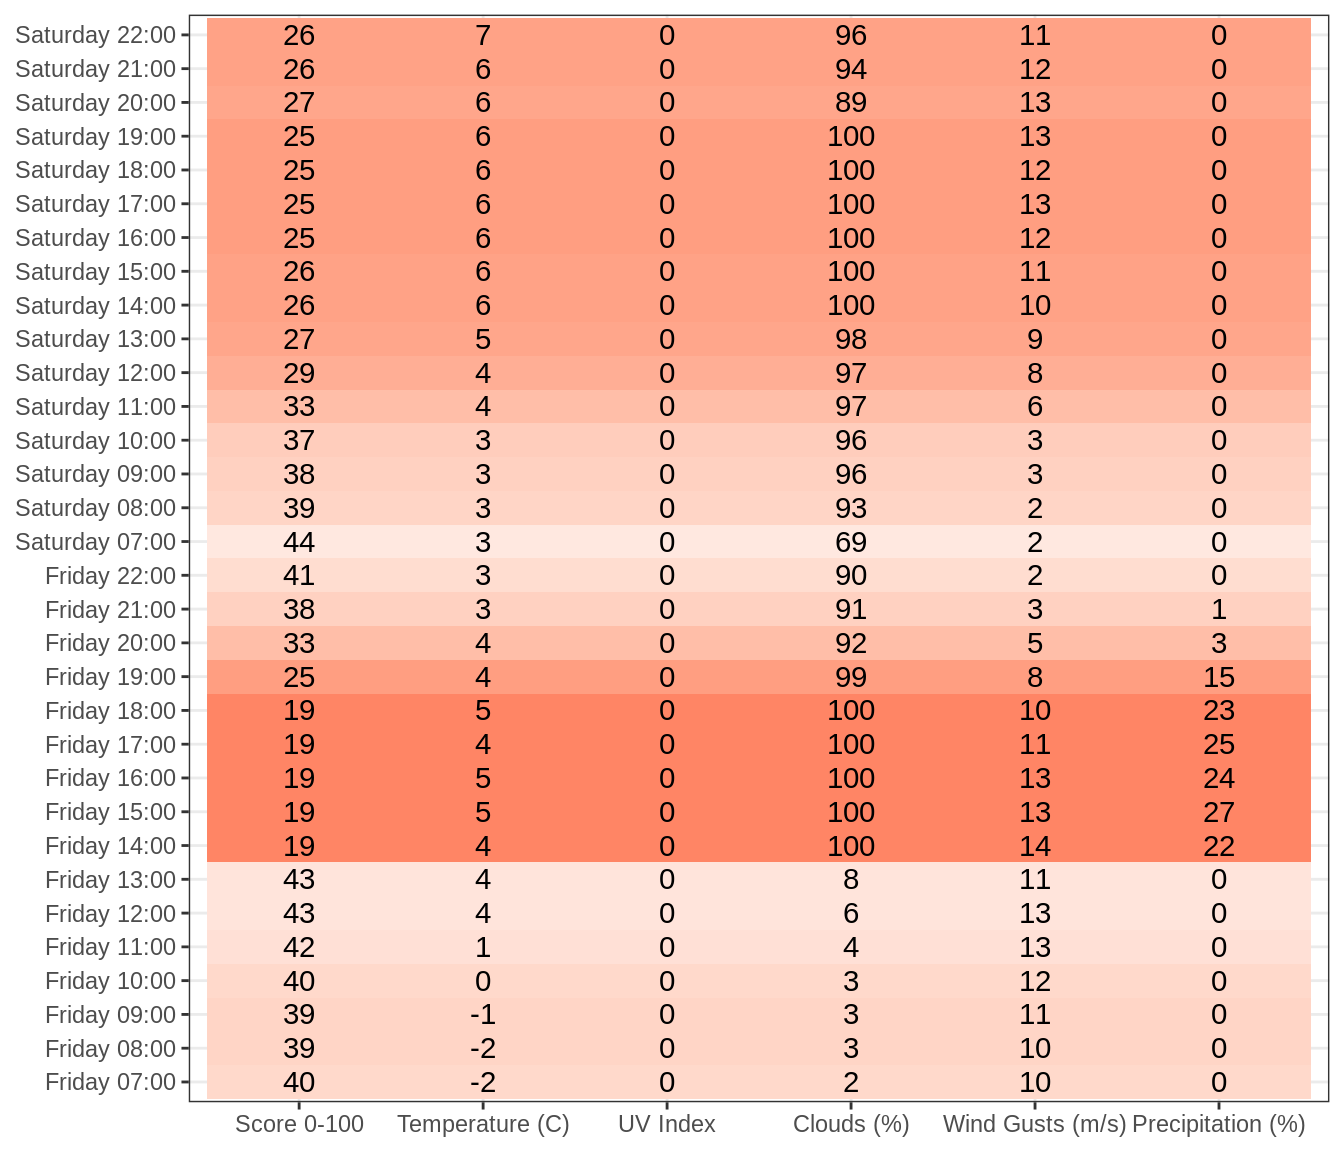 Saturday 22:00 26 7 0 96 11 0
Saturday 21:00 26 6 0 94 12 0
Saturday 20:00 27 6 0 89 13 0
Saturday 19:00 25 6 0 100 13 0
Saturday 18:00 25 6 0 100 12 0
Saturday 17:00 25 6 0 100 13 0
Saturday 16:00 25 6 0 100 12 0
Saturday 15:00 26 6 0 100 11 0
Saturday 14:00 26 6 0 100 10 0
Saturday 13:00 27 5 0 98 9 0
Saturday 12:00 29 4 0 97 8 0
Saturday 11:00 33 4 0 97 6 0
Saturday 10:00 37 3 0 96 3 0
Saturday 09:00 38 3 0 96 3 0
Saturday 08:00 39 3 0 93 2 0
Saturday 07:00 44 3 0 69 2 0
Friday 22:00 41 3 0 90 2 0
Friday 21:00 38 3 0 91 3 1
Friday 20:00 33 4 0 92 5 3
Friday 19:00 25 4 0 99 8 15
Friday 18:00 19 5 0 100 10 23
Friday 17:00 19 4 0 100 11 25
Friday 16:00 19 5 0 100 13 24
Friday 15:00 19 5 0 100 13 27
Friday 14:00 19 4 0 100 14 22
Friday 13:00 43 4 0 8 11 0
Friday 12:00 43 4 0 6 13 0
Friday 11:00 42 1 0 4 13 0
Friday 10:00 40 0 0 3 12 0
Friday 09:00 39 -1 0 3 11 0
Friday 08:00 39 -2 0 3 10 0
Friday 07:00 40 -2 0 2 10 0
Score 0-100 Temperature (C) UV Index Clouds (%) Wind Gusts (m/s) Precipitation (%)